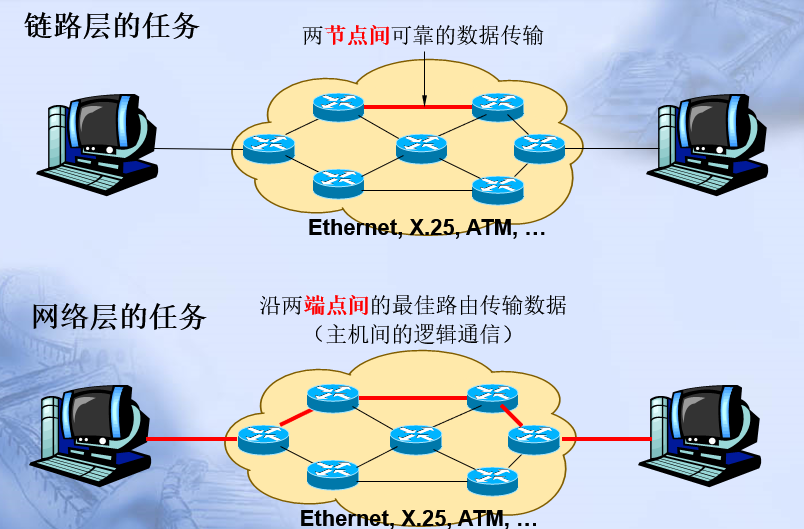 链路层的任务
两节点间可靠的数据传输
Ethernet, X.25, ATM, …
网络层的任务
沿两端点间的最佳路由传输数据
（主机间的逻辑通信）
Ethernet, X.25, ATM, …